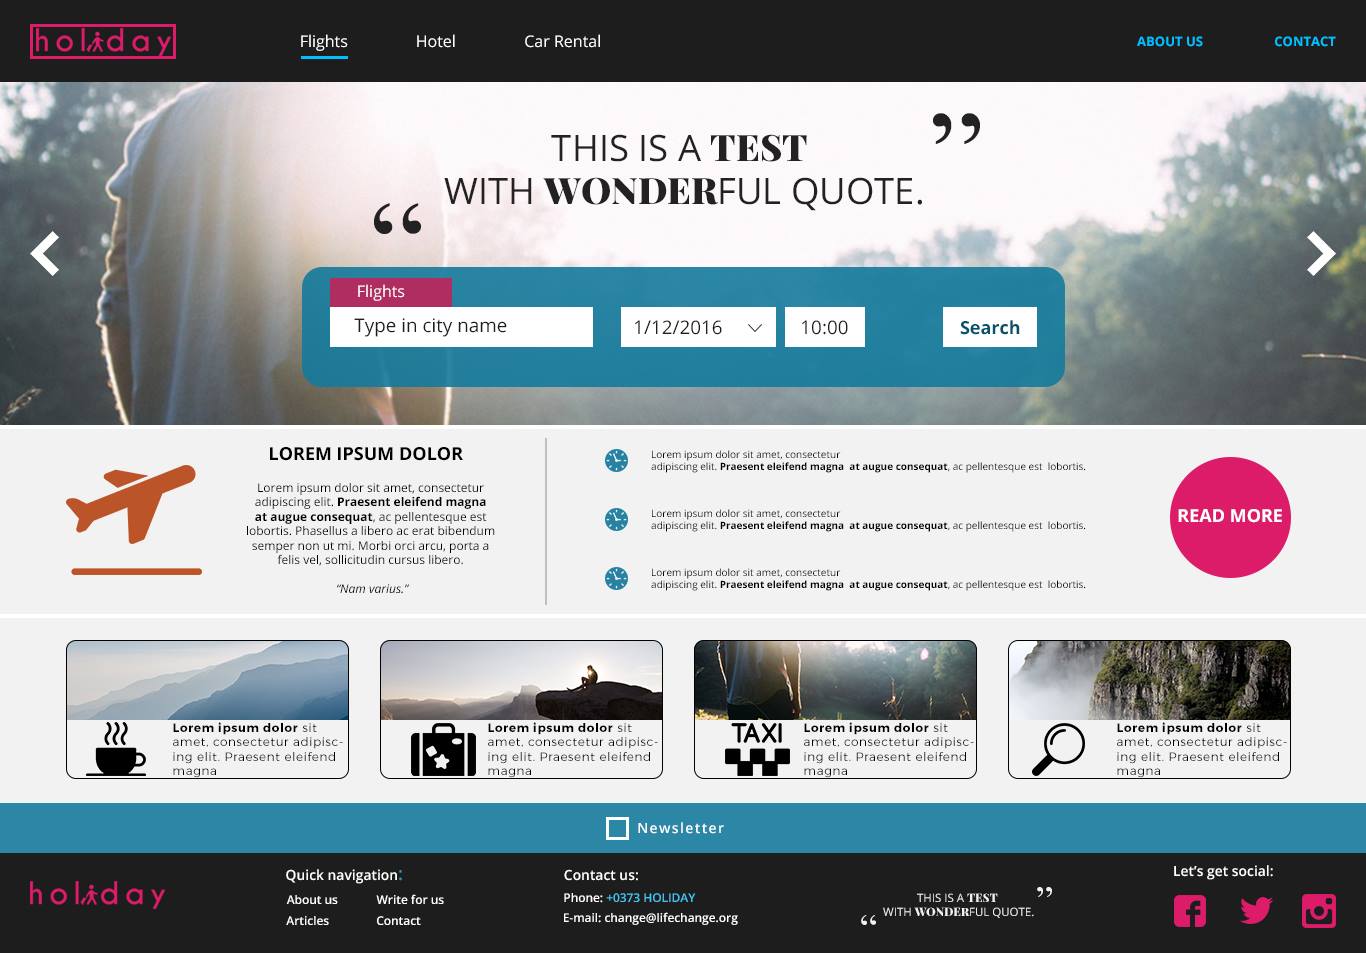 holiday
Flights
Hotel
Car Rental
ABOUT US
CONTACT
”
THIS IS A TEST
WITH WONDERFUL QUOTE.
“
Flights
Type in city name
1/12/2016
10:00
Search
LOREM IPSUM DOLOR
Lorem ipsum dolor sit amet, consectetur
adipiscing elit. Praesent eleifend magna
at augue consequat, ac pellentesque est
lobortis. Phasellus a libero ac erat bibendum
semper non ut mi. Morbi orci arcu, porta a
felis vel, sollicitudin cursus libero.
“Nam varius.”
Lorem ipsum dolor sit amet, consectetur
adipiscing elit. Praesent eleifend magna at augue consequat, ac pellentesque est lobortis.
Lorem ipsum dolor sit amet, consectetur
adipiscing elit. Praesent eleifend magna at augue consequat, ac pellentesque est lobortis.
Lorem ipsum dolor sit amet, consectetur
adipiscing elit. Praesent eleifend magna at augue consequat, ac pellentesque est lobortis.
READ MORE
Lorem ipsum dolor sit
amet, consectetur adipisc-
ing elit. Praesent eleifend
magna
Lorem ipsum dolor sit
amet, consectetur adipisc-
ing elit. Praesent eleifend
magna
TAXI
Lorem ipsum dolor sit
amet, consectetur adipisc-
ing elit. Praesent eleifend
magna
Lorem ipsum dolor sit
amet, consectetur adipisc-
ing elit. Praesent eleifend
magna
Newsletter
holiday
Quick navigation:
About us
Write for us
Articles
Contact
Contact us:
Phone: +0373 HOLIDAY
E-mail: change@lifechange.org
”
THIS IS A TEST
WITH WONDERFUL QUOTE.
“
Let’s get social: